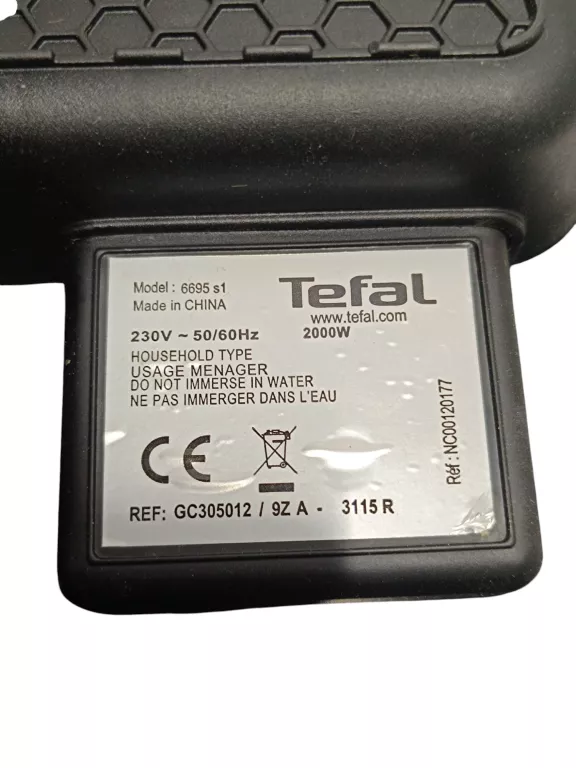 Model : 6695 s1
Made in CHINA
Tefal
www.tefal.com
230V ~ 50/60Hz 2000W
HOUSEHOLD TYPE
USAGE MENAGER
DO NOT IMMERSE IN WATER
NE PAS IMMERGER DANS L'EAU
CE
REF: GC305012 / 9Z A - 3115 R
Réf : NC00120177